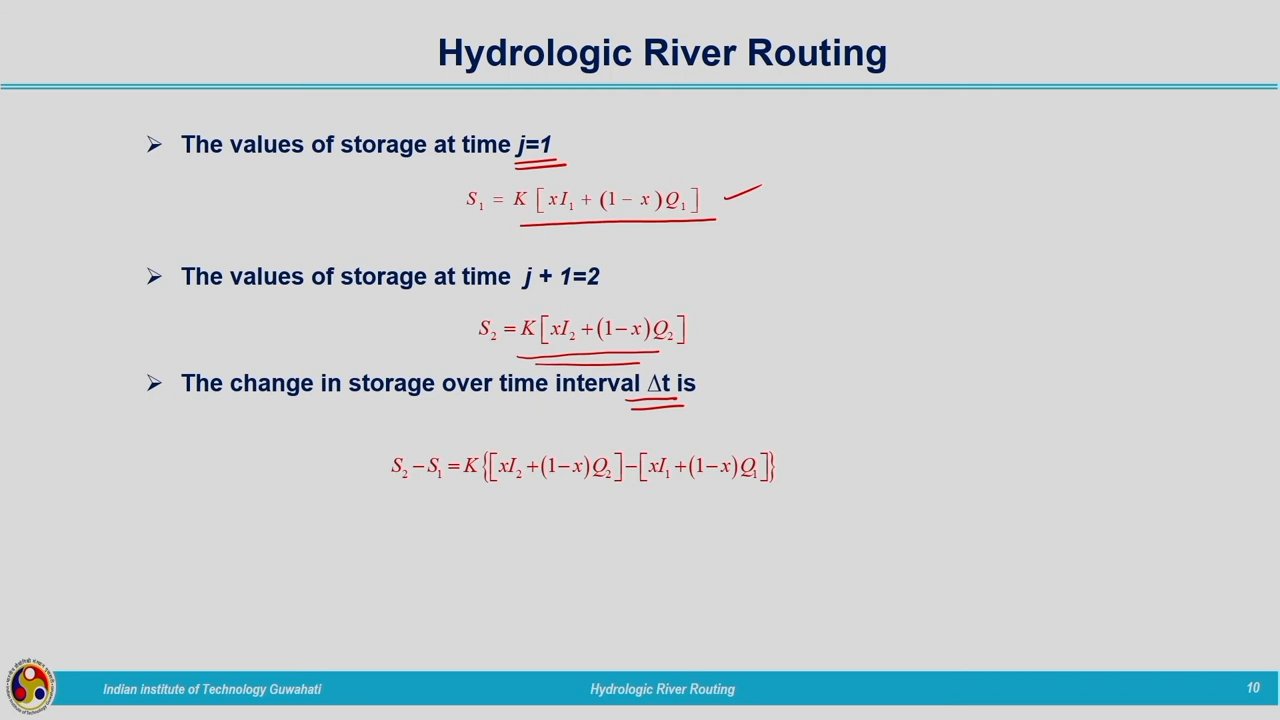 Hydrologic River Routing
➢ The values of storage at time j=1
S₁ = K [ xI₁ + (1 − x )Q₁ ]
➢ The values of storage at time j + 1=2
S₂ = K[xI₂ +(1−x)Q₂ ]
➢ The change in storage over time interval Δt is
S₂ −S₁ =K{[xI₂ +(1−x)Q₂ ]−[xI₁ +(1−x)Q₁]}
Indian institute of Technology Guwahati
Hydrologic River Routing
10